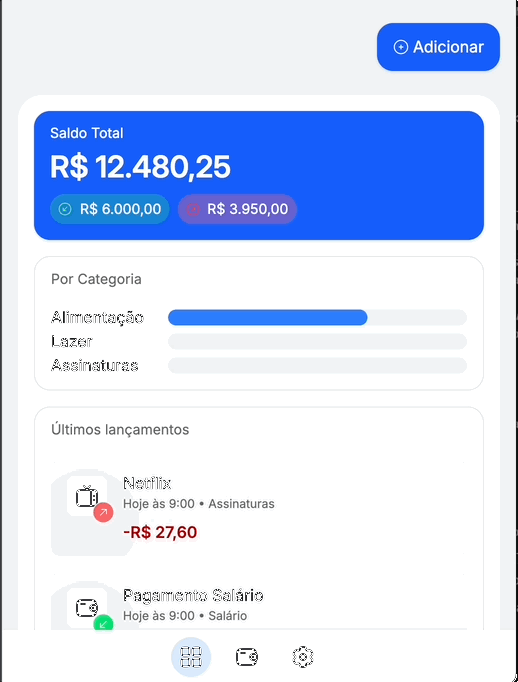 Adicionar
Saldo Total
R$ 12.480,25
R$ 6.000,00
R$ 3.950,00
Por Categoria
Alimentação
Lazer
Assinaturas
Últimos lançamentos
Netflix
Hoje às 9:00 • Assinaturas
-R$ 27,60
Pagamento Salário
Hoje às 9:00 • Salário